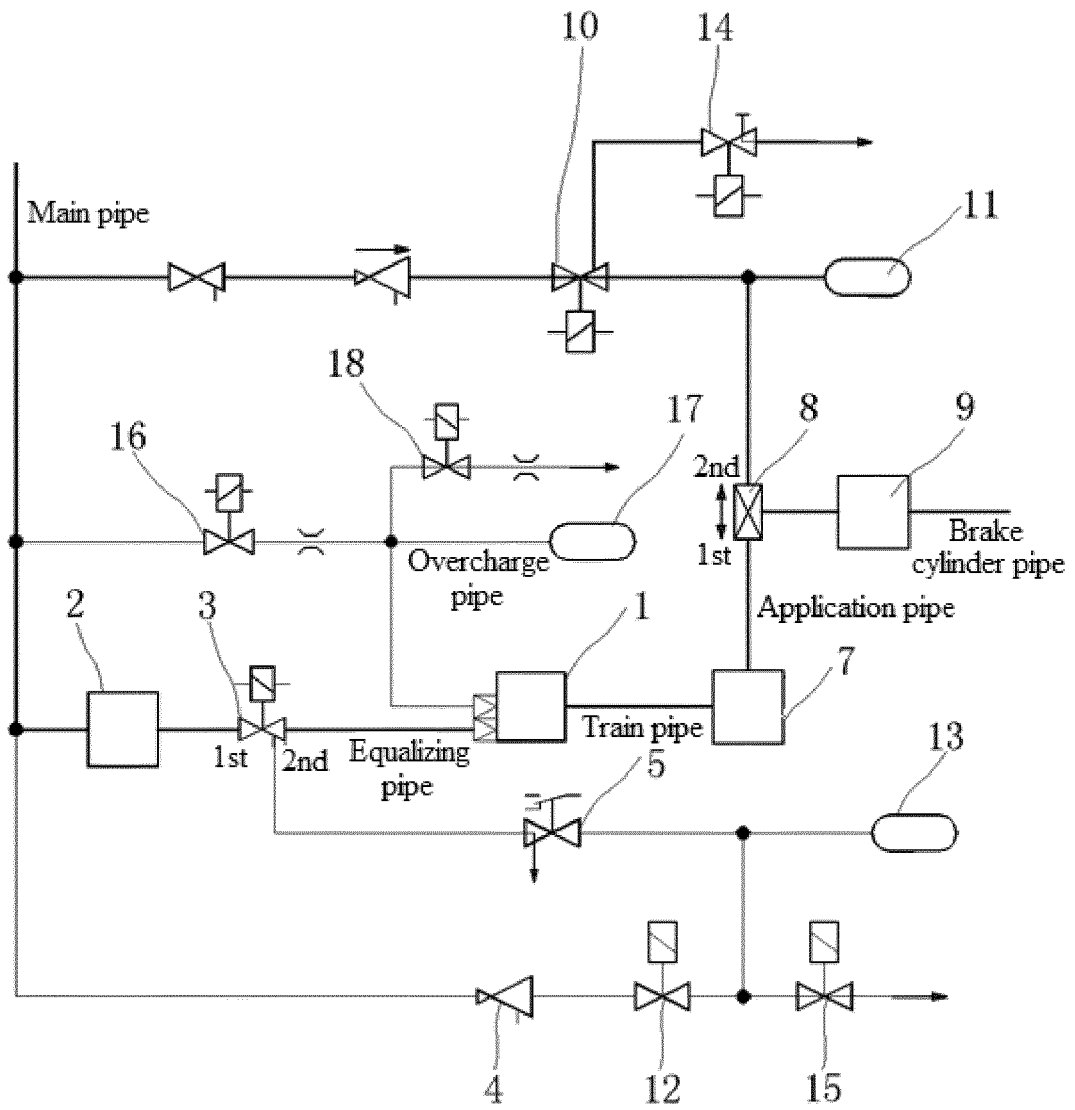 10
14
Main pipe
11
18
17
8
9
16
2nd
1st
Brake
cylinder pipe
Overcharge
pipe
Application pipe
2
3
1
7
Train pipe
1st
2nd
Equalizing
pipe
5
13
4
12
15